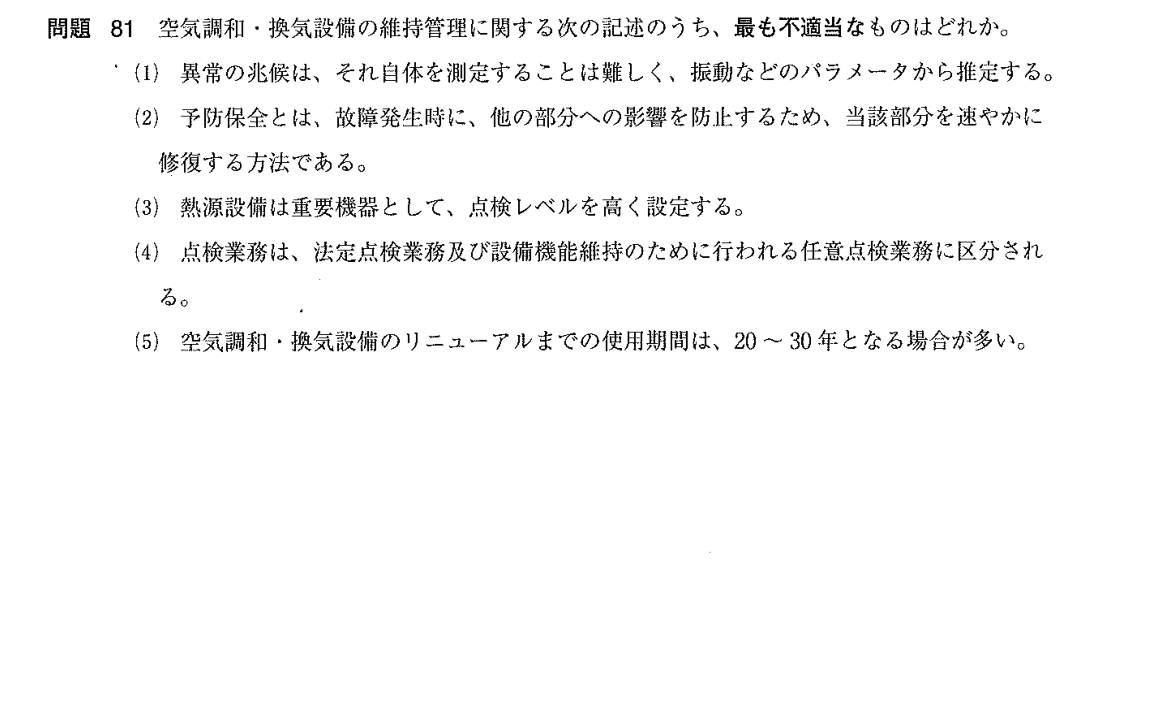 問題 81 空気調和・換気設備の維持管理に関する次の記述のうち、最も不適当なものはどれか。
(1) 異常の兆候は、それ自体を測定することは難しく、振動などのパラメータから推定する。
(2) 予防保全とは、故障発生時に、他の部分への影響を防止するため、当該部分を速やかに
修復する方法である。
(3) 熱源設備は重要機器として、点検レベルを高く設定する。
(4) 点検業務は、法定点検業務及び設備機能維持のために行われる任意点検業務に区分され
る。
(5) 空気調和・換気設備のリニューアルまでの使用期間は、20 ～ 30 年となる場合が多い。